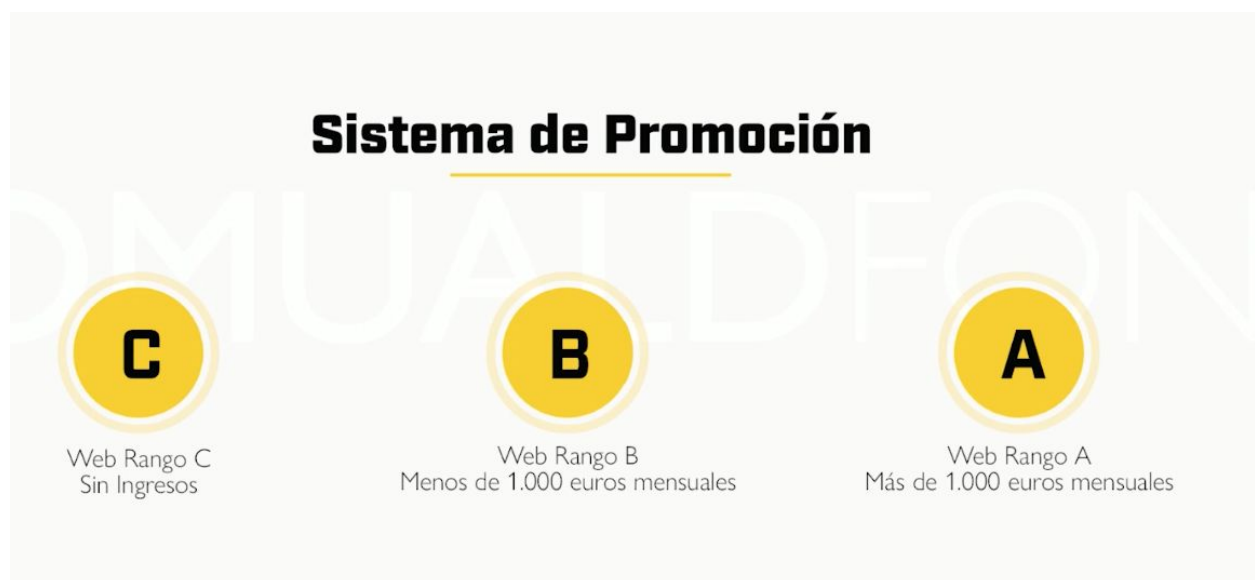 Sistema de Promoción
OMUALDFON
C
B
A
Web Rango C
Sin Ingresos
Web Rango B
Menos de 1.000 euros mensuales
Web Rango A
Más de 1.000 euros mensuales